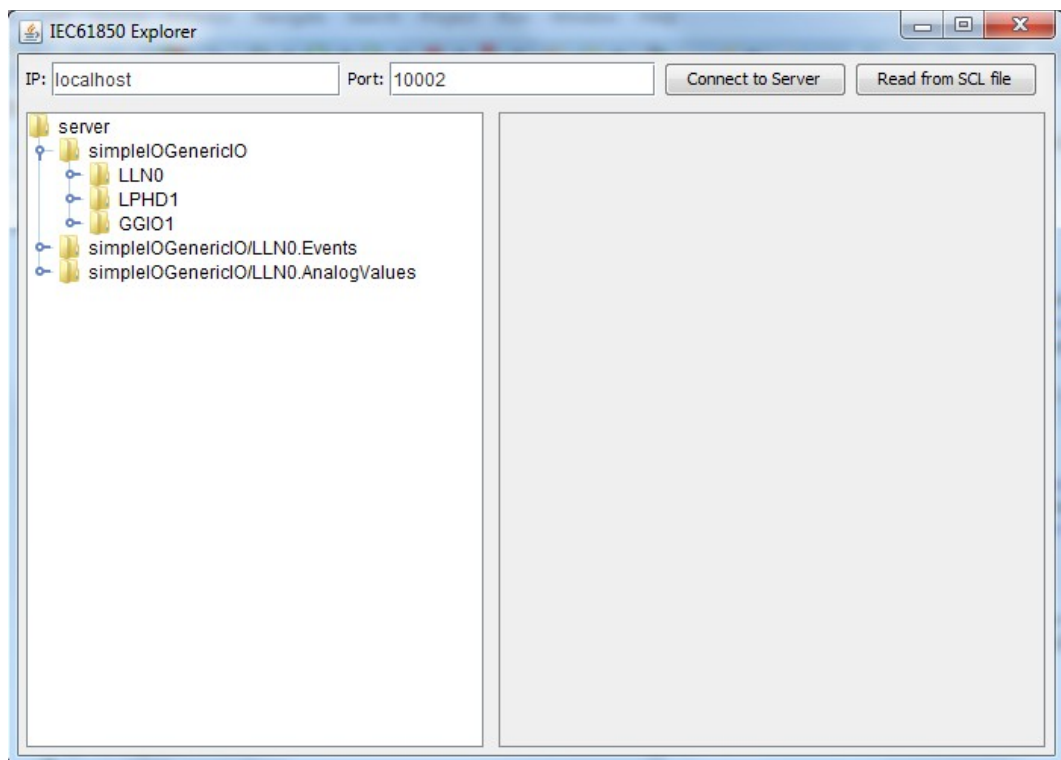 IEC61850 Explorer
IP: localhost Port: 10002 Connect to Server Read from SCL file
server
simpleIOGenericIO
LLN0
LPHD1
GGIO1
simpleIOGenericIO/LLN0.Events
simpleIOGenericIO/LLN0.AnalogValues